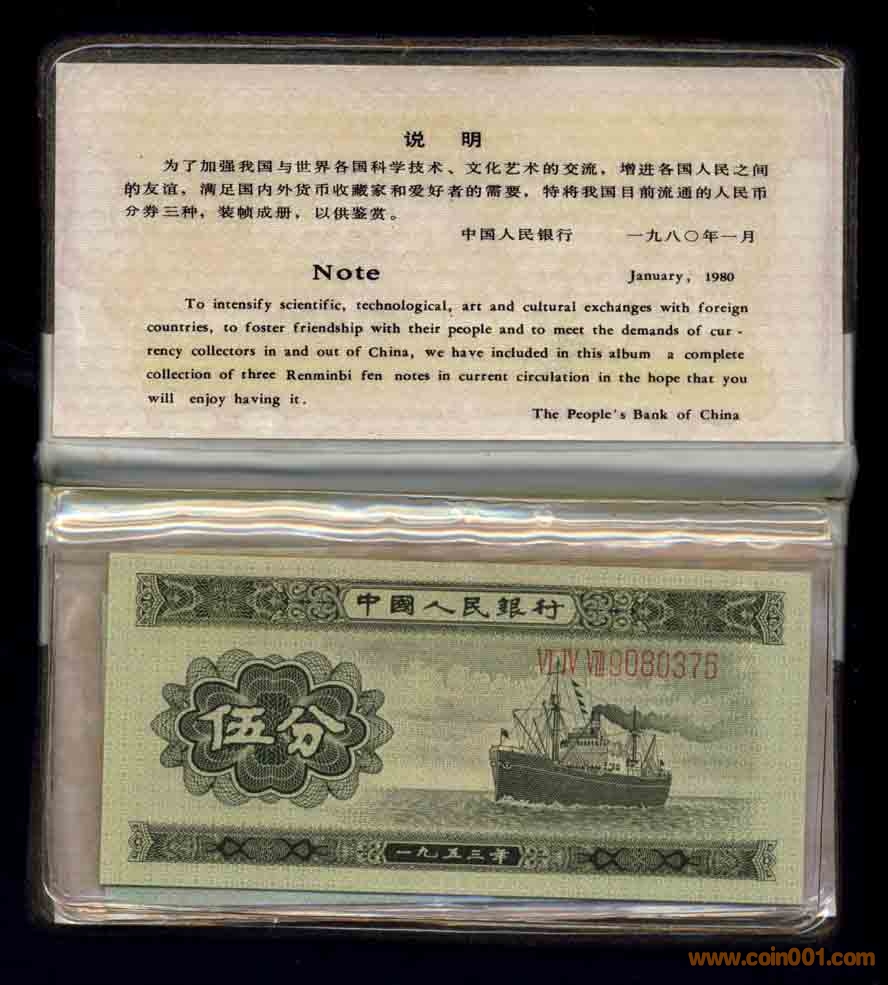 说 明
为了加强我国与世界各国科学技术、文化艺术的交流，增进各国人民之间
的友谊，满足国内外货币收藏家和爱好者的需要，特将我国目前流通的人民币
分券三种，装帧成册，以供鉴赏。
中国人民银行 一九八〇年一月
Note January, 1980
To intensify scientific, technological, art and cultural exchanges with foreign
countries, to foster friendship with their people and to meet the demands of cur -
rency collectors in and out of China, we have included in this album a complete
collection of three Renminbi fen notes in current circulation in the hope that you
will enjoy having it.
The People's Bank of China
中國人民銀行
VI IV VIII 9080376
伍分
一九五三年
www.coin001.com